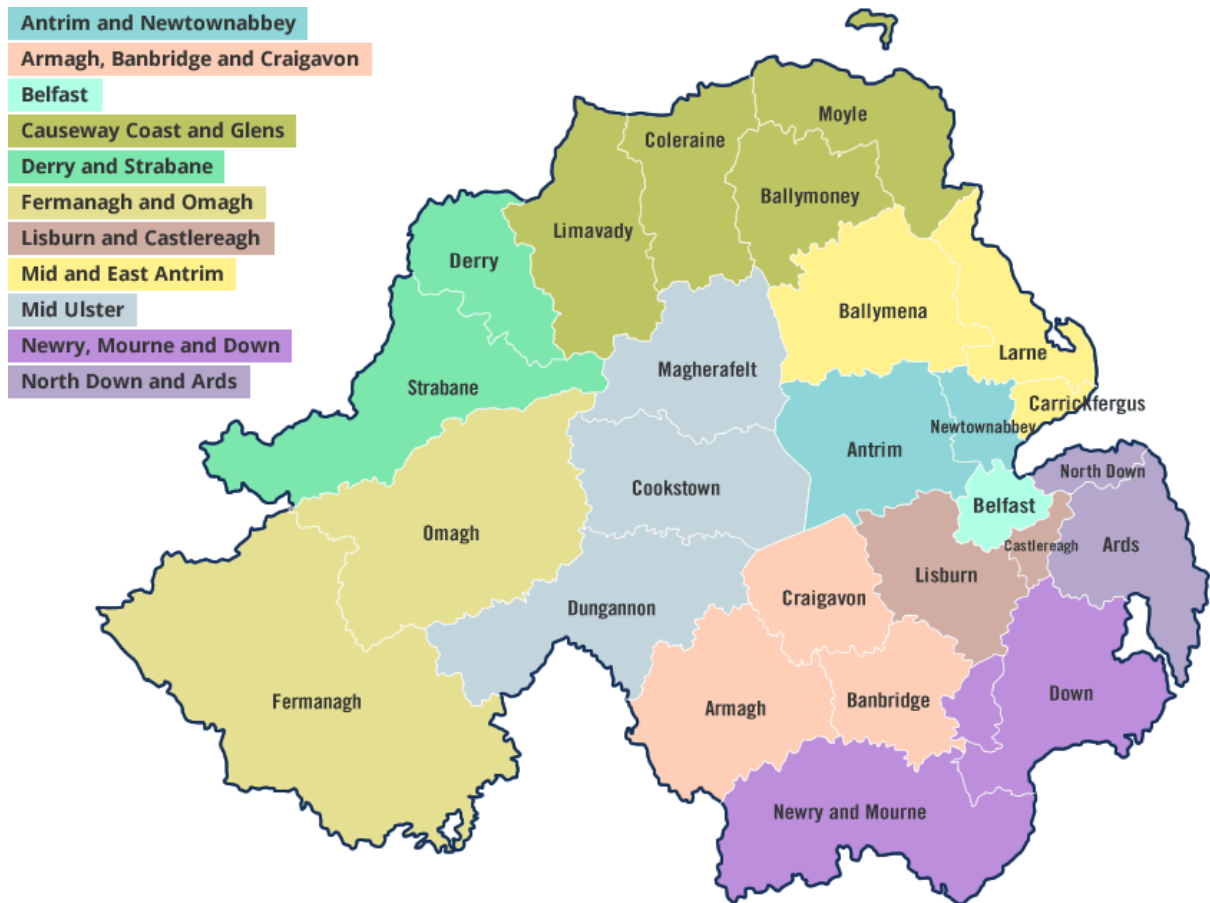 Antrim and Newtownabbey
Armagh, Banbridge and Craigavon
Belfast
Causeway Coast and Glens
Derry and Strabane
Fermanagh and Omagh
Lisburn and Castlereagh
Mid and East Antrim
Mid Ulster
Newry, Mourne and Down
North Down and Ards
Moyle
Coleraine
Ballymoney
Limavady
Derry
Ballymena
Larne
Magherafelt
Strabane
Carrickfergus
Newtownabbey
Antrim
North Down
Cookstown
Belfast
Omagh
Castlereagh
Ards
Lisburn
Craigavon
Dungannon
Down
Fermanagh
Banbridge
Armagh
Newry and Mourne